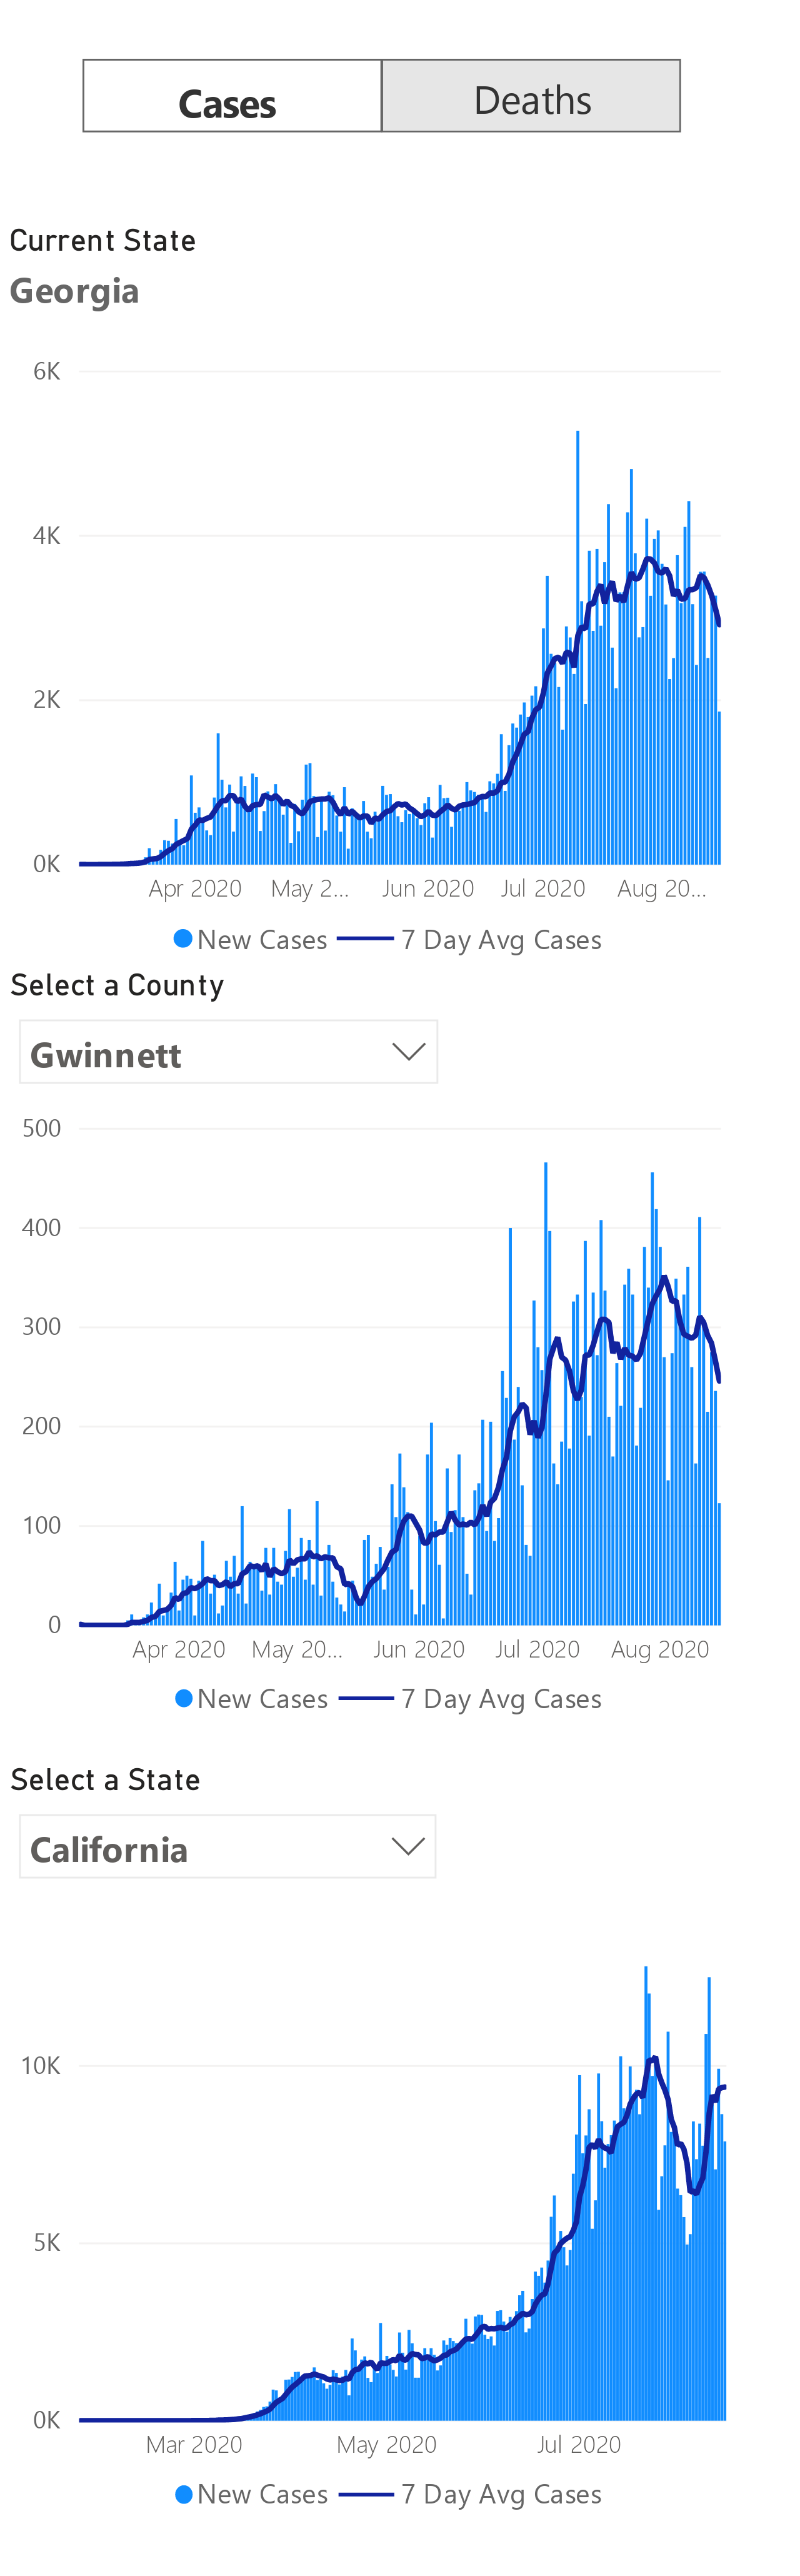 Cases Deaths
Current State
Georgia
6K
4K
2K
0K
Apr 2020 May 2... Jun 2020 Jul 2020 Aug 20...
New Cases 7 Day Avg Cases
Select a County
Gwinnett
500
400
300
200
100
0
Apr 2020 May 20... Jun 2020 Jul 2020 Aug 2020
New Cases 7 Day Avg Cases
Select a State
California
10K
5K
0K
Mar 2020 May 2020 Jul 2020
New Cases 7 Day Avg Cases